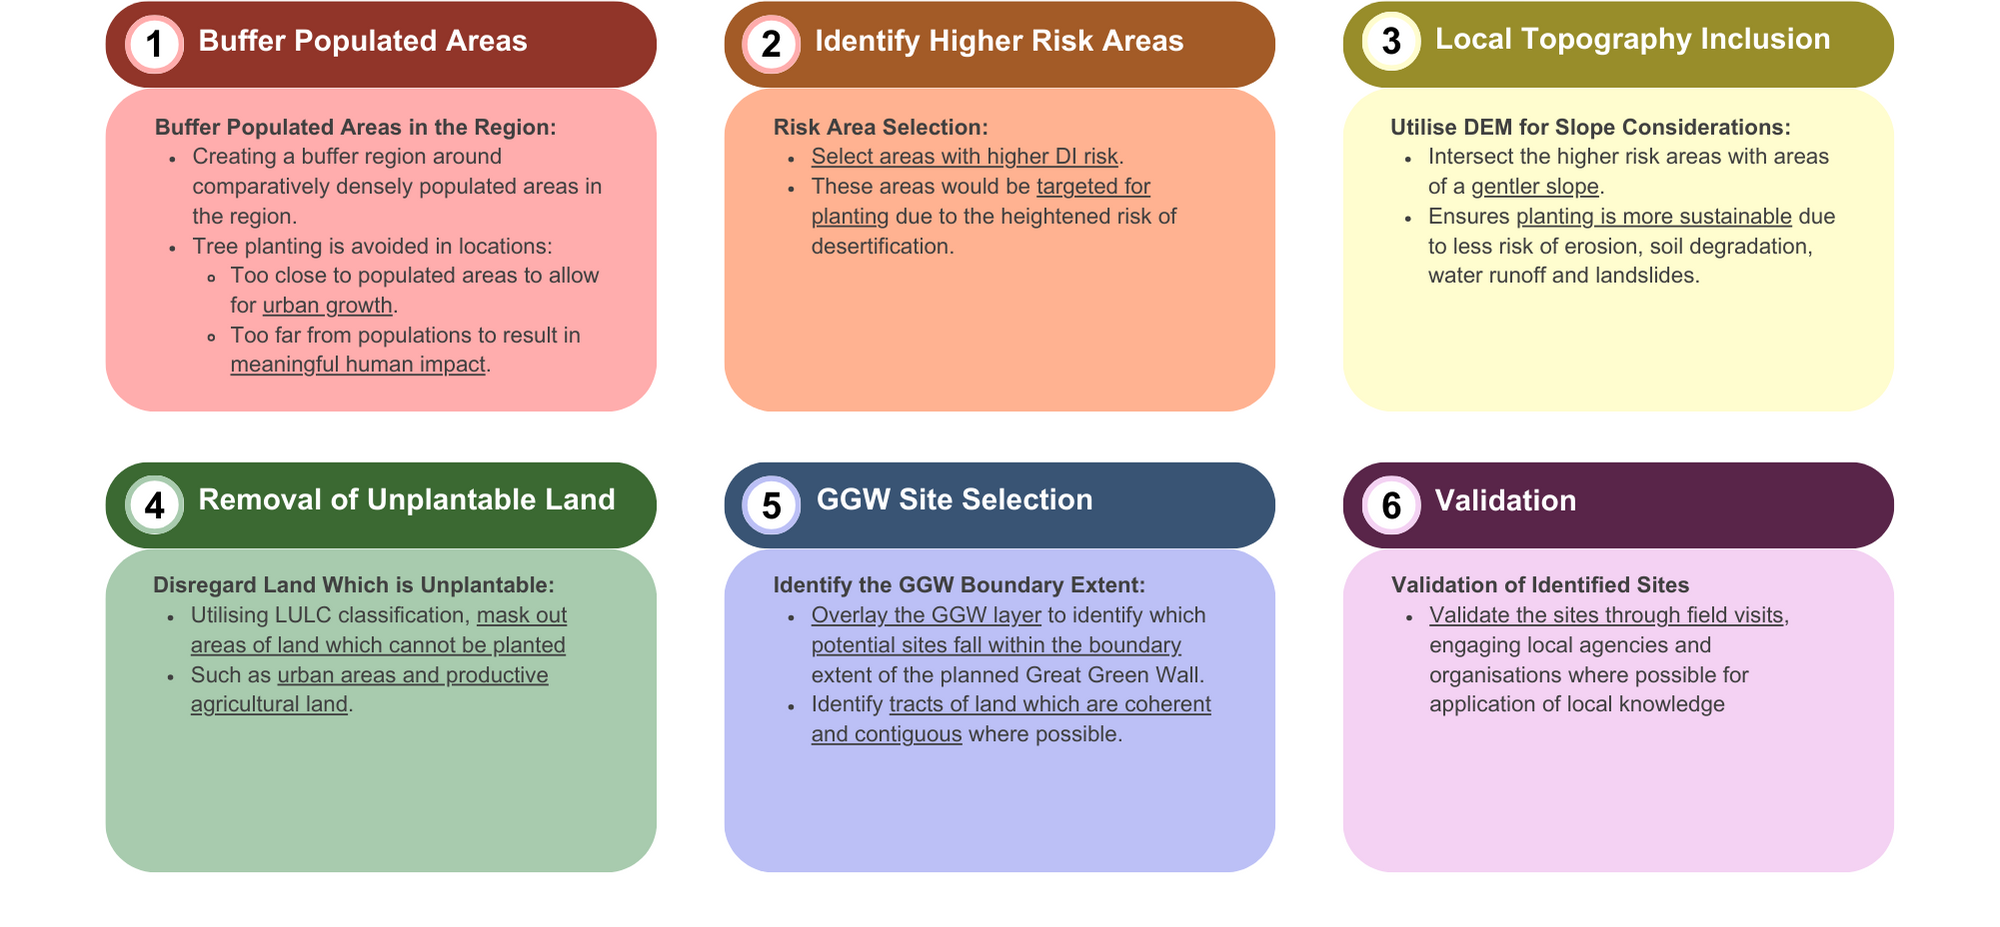 1 Buffer Populated Areas
Buffer Populated Areas in the Region:
• Creating a buffer region around
comparatively densely populated areas in
the region.
• Tree planting is avoided in locations:
◦ Too close to populated areas to allow
for urban growth.
◦ Too far from populations to result in
meaningful human impact.
2 Identify Higher Risk Areas
Risk Area Selection:
• Select areas with higher DI risk.
• These areas would be targeted for
planting due to the heightened risk of
desertification.
3 Local Topography Inclusion
Utilise DEM for Slope Considerations:
• Intersect the higher risk areas with areas
of a gentler slope.
• Ensures planting is more sustainable due
to less risk of erosion, soil degradation,
water runoff and landslides.
4 Removal of Unplantable Land
Disregard Land Which is Unplantable:
• Utilising LULC classification, mask out
areas of land which cannot be planted
• Such as urban areas and productive
agricultural land.
5 GGW Site Selection
Identify the GGW Boundary Extent:
• Overlay the GGW layer to identify which
potential sites fall within the boundary
extent of the planned Great Green Wall.
• Identify tracts of land which are coherent
and contiguous where possible.
6 Validation
Validation of Identified Sites
• Validate the sites through field visits,
engaging local agencies and
organisations where possible for
application of local knowledge